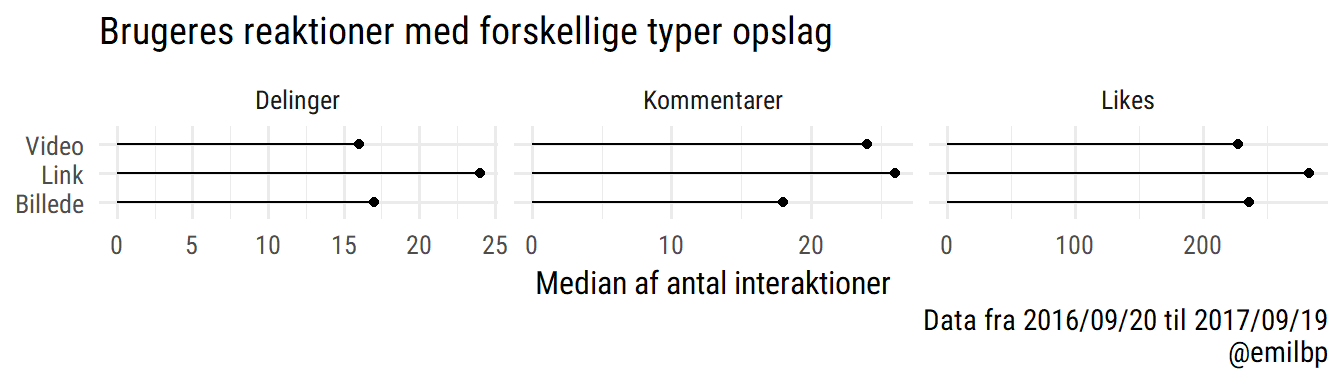 Brugeres reaktioner med forskellige typer opslag
Delinger
Kommentarer
Likes
Video
Link
Billede
0 5 10 15 20 25
0 10 20
0 100 200
Median af antal interaktioner
Data fra 2016/09/20 til 2017/09/19
@emilbp